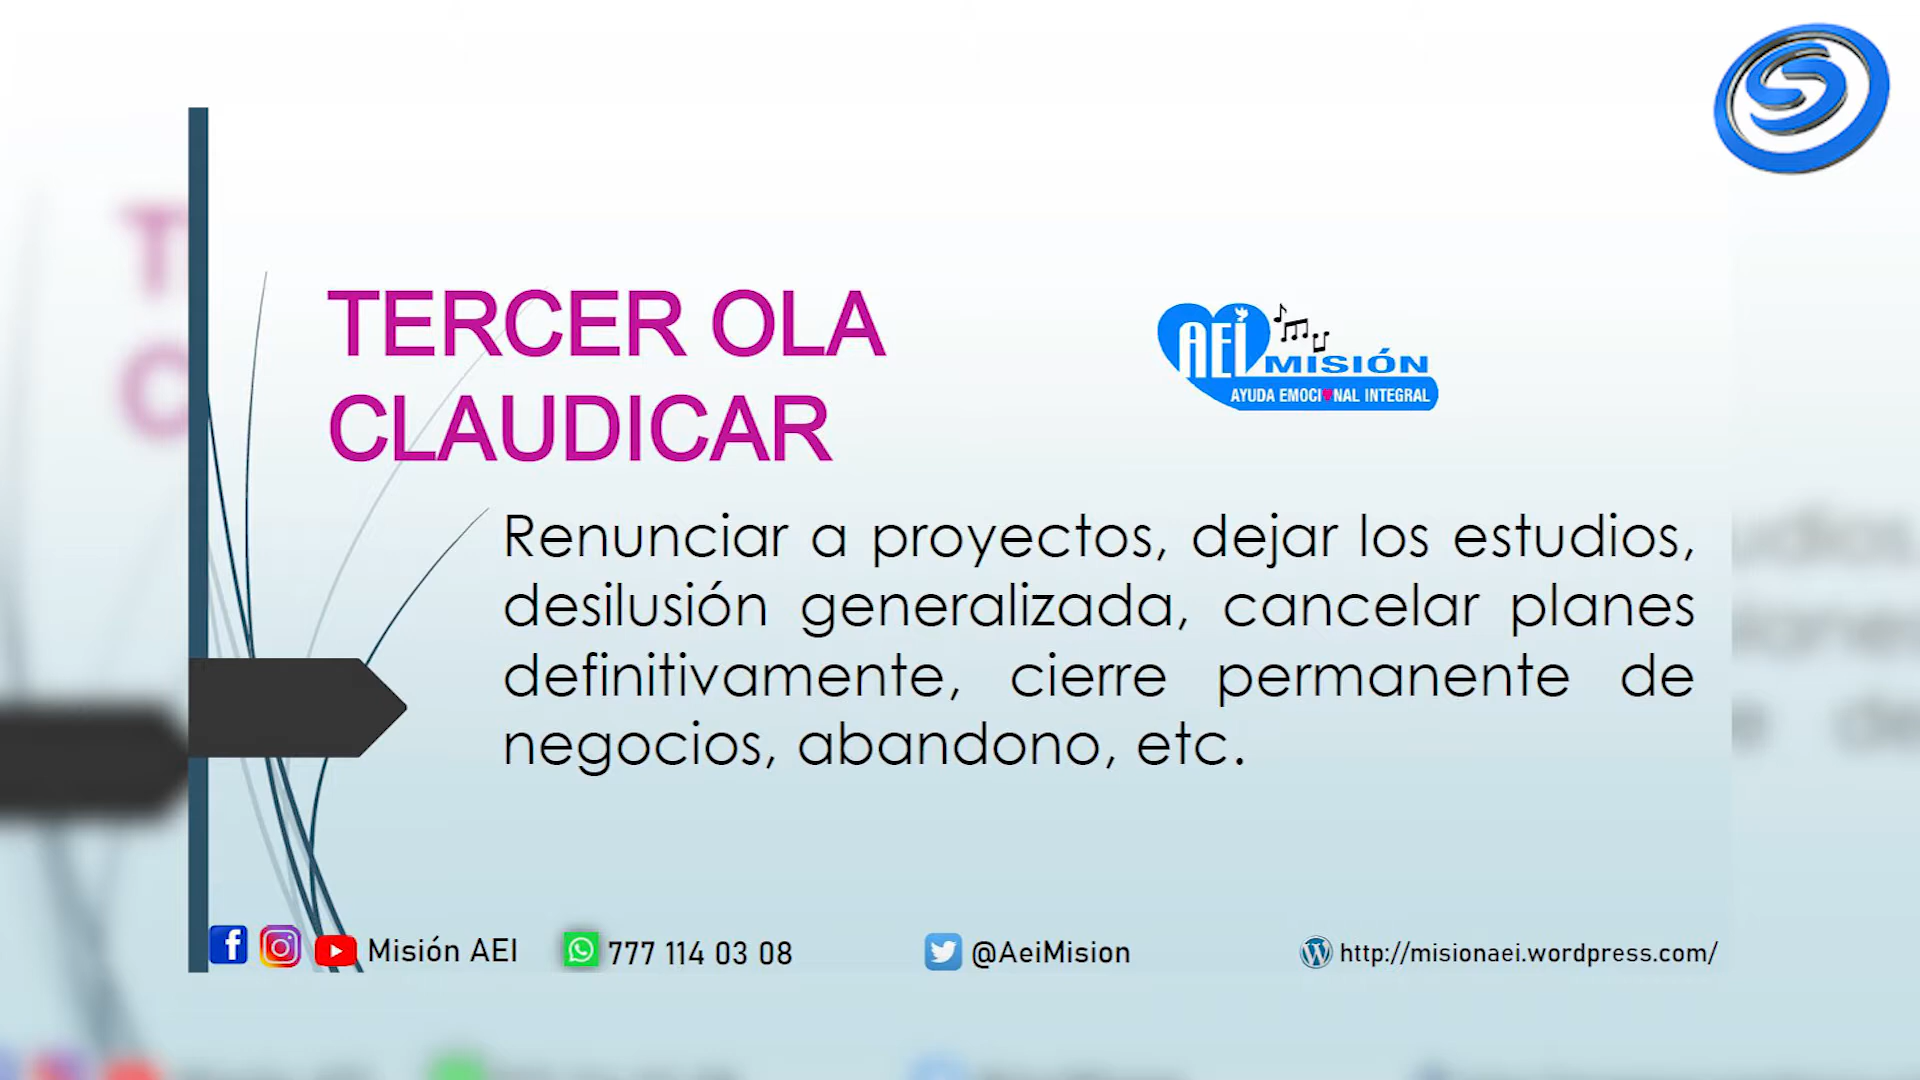 TERCER OLA
CLAUDICAR
AEI MISIÓN
AYUDA EMOCIONAL INTEGRAL
Renunciar a proyectos, dejar los estudios,
desilusión generalizada, cancelar planes
definitivamente, cierre permanente de
negocios, abandono, etc.
Misión AEI 777 114 03 08 @AeiMision http://misionaei.wordpress.com/